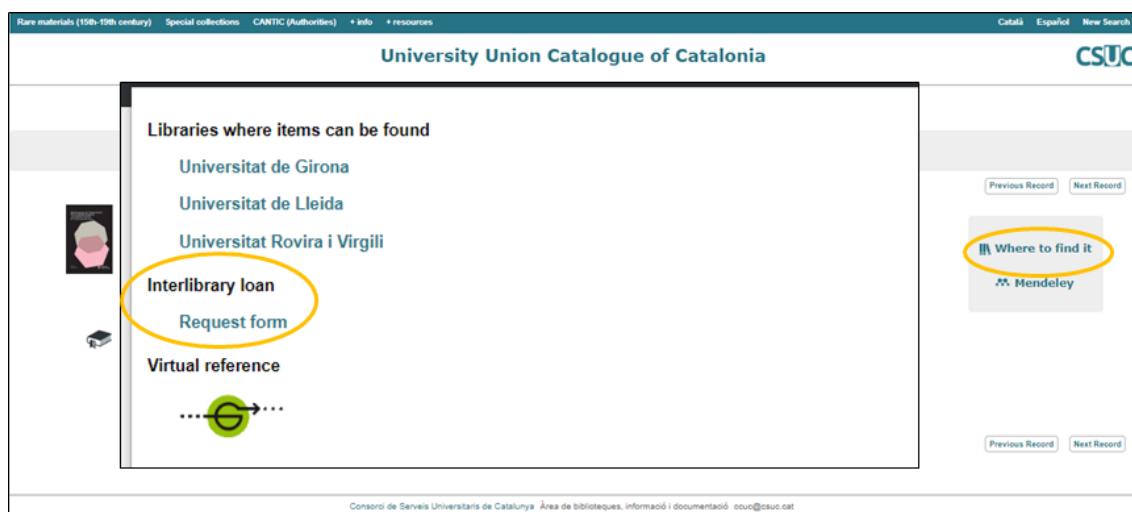 Rare materials (15th-19th century) Special collections CANTIC (Authorities) + info + resources Català Español New Search
University Union Catalogue of Catalonia
CSUC
Libraries where items can be found
Universitat de Girona
Universitat de Lleida
Universitat Rovira i Virgili
Previous Record Next Record
Where to find it
Mendeley
Interlibrary loan
Request form
Virtual reference
Previous Record Next Record
Consorci de Serveis Universitaris de Catalunya Àrea de biblioteques, informació i documentació ccuc@csuc.cat